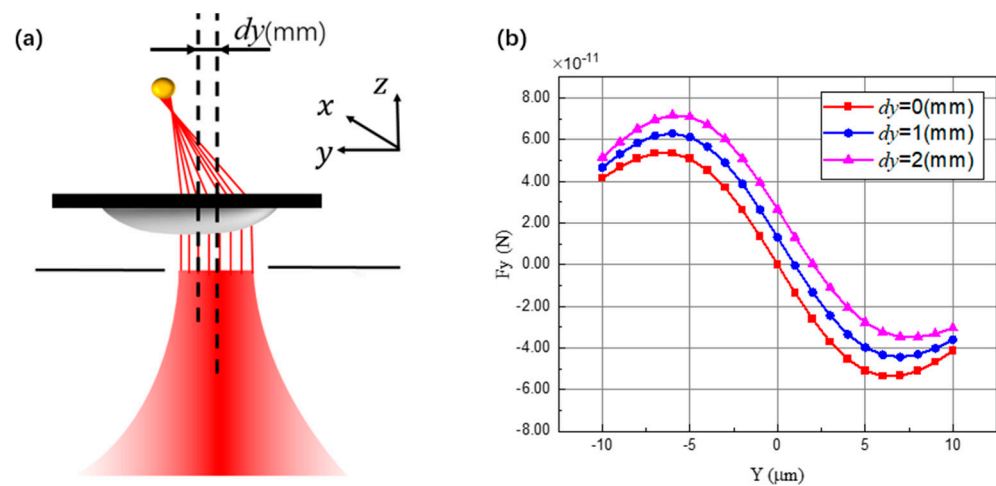 (a)
dy(mm)
x
y
z
(b)
×10⁻¹¹
8.00
6.00
4.00
2.00
0.00
-2.00
-4.00
-6.00
-8.00
Fy (N)
dy=0(mm)
dy=1(mm)
dy=2(mm)
-10 -5 0 5 10
Y (μm)